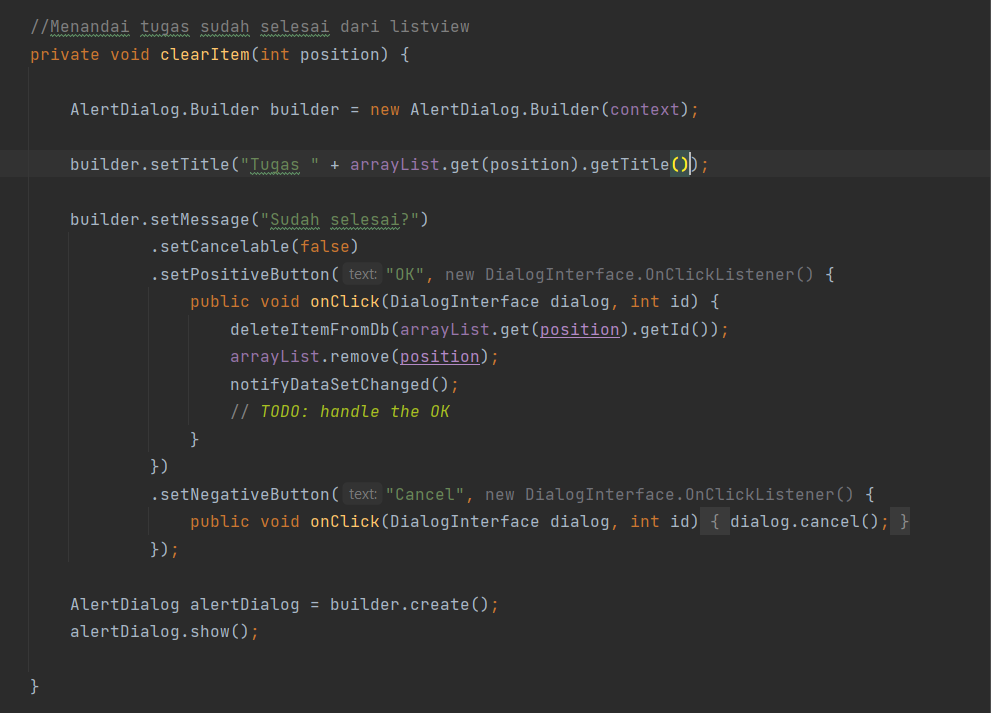 //Menandai tugas sudah selesai dari listview
private void clearItem(int position) {
AlertDialog.Builder builder = new AlertDialog.Builder(context);
builder.setTitle("Tugas " + arrayList.get(position).getTitle());
builder.setMessage("Sudah selesai?")
.setCancelable(false)
.setPositiveButton( text: "OK", new DialogInterface.OnClickListener() {
public void onClick(DialogInterface dialog, int id) {
deleteItemFromDb(arrayList.get(position).getId());
arrayList.remove(position);
notifyDataSetChanged();
// TODO: handle the OK
}
})
.setNegativeButton( text: "Cancel", new DialogInterface.OnClickListener() {
public void onClick(DialogInterface dialog, int id) { dialog.cancel(); }
});
AlertDialog alertDialog = builder.create();
alertDialog.show();
}